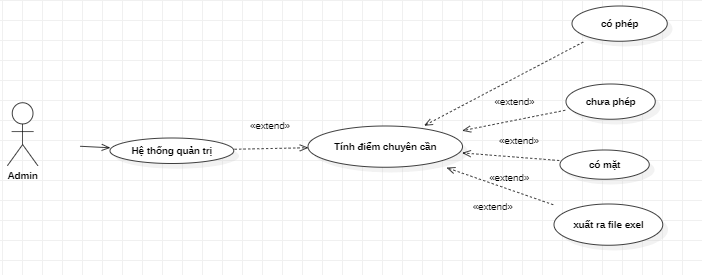 có phép
«extend»
chưa phép
«extend»
Tính điểm chuyên cần
«extend»
Hệ thống quản trị
có mặt
Admin
«extend»
«extend»
xuất ra file exel